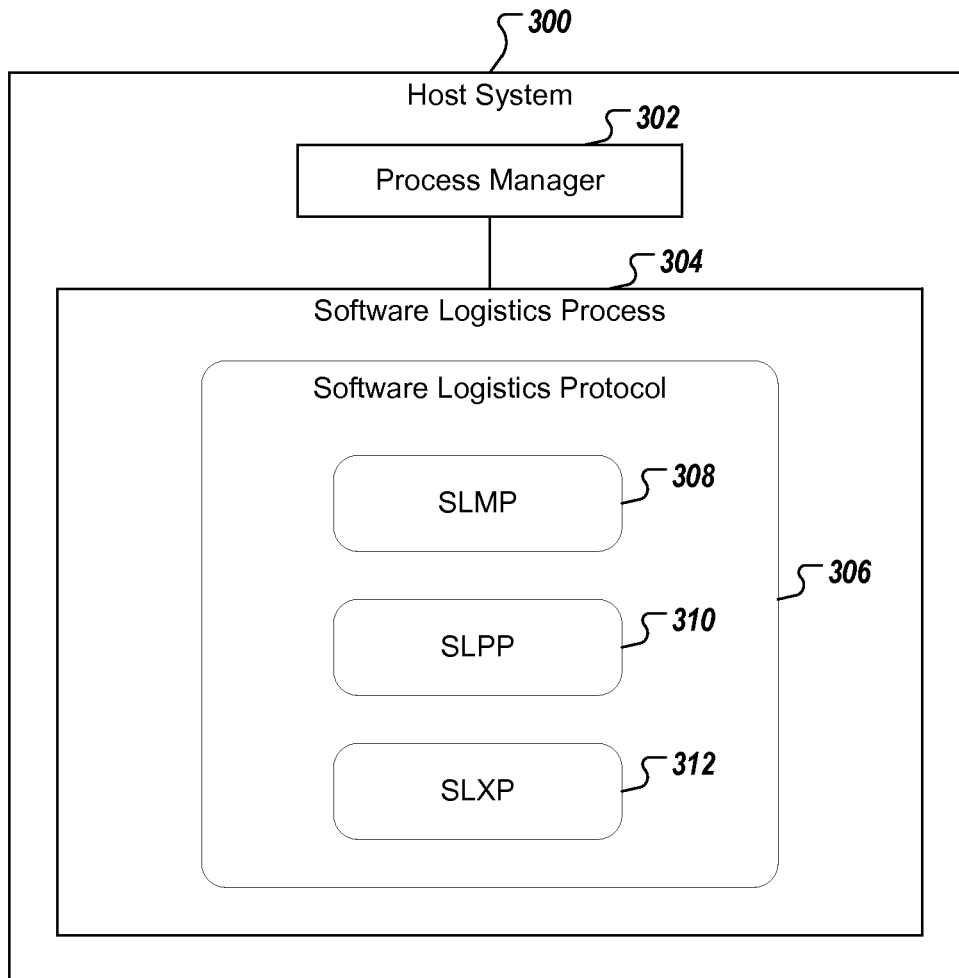 300
Host System
302
Process Manager
304
Software Logistics Process
Software Logistics Protocol
308
SLMP
306
310
SLPP
312
SLXP